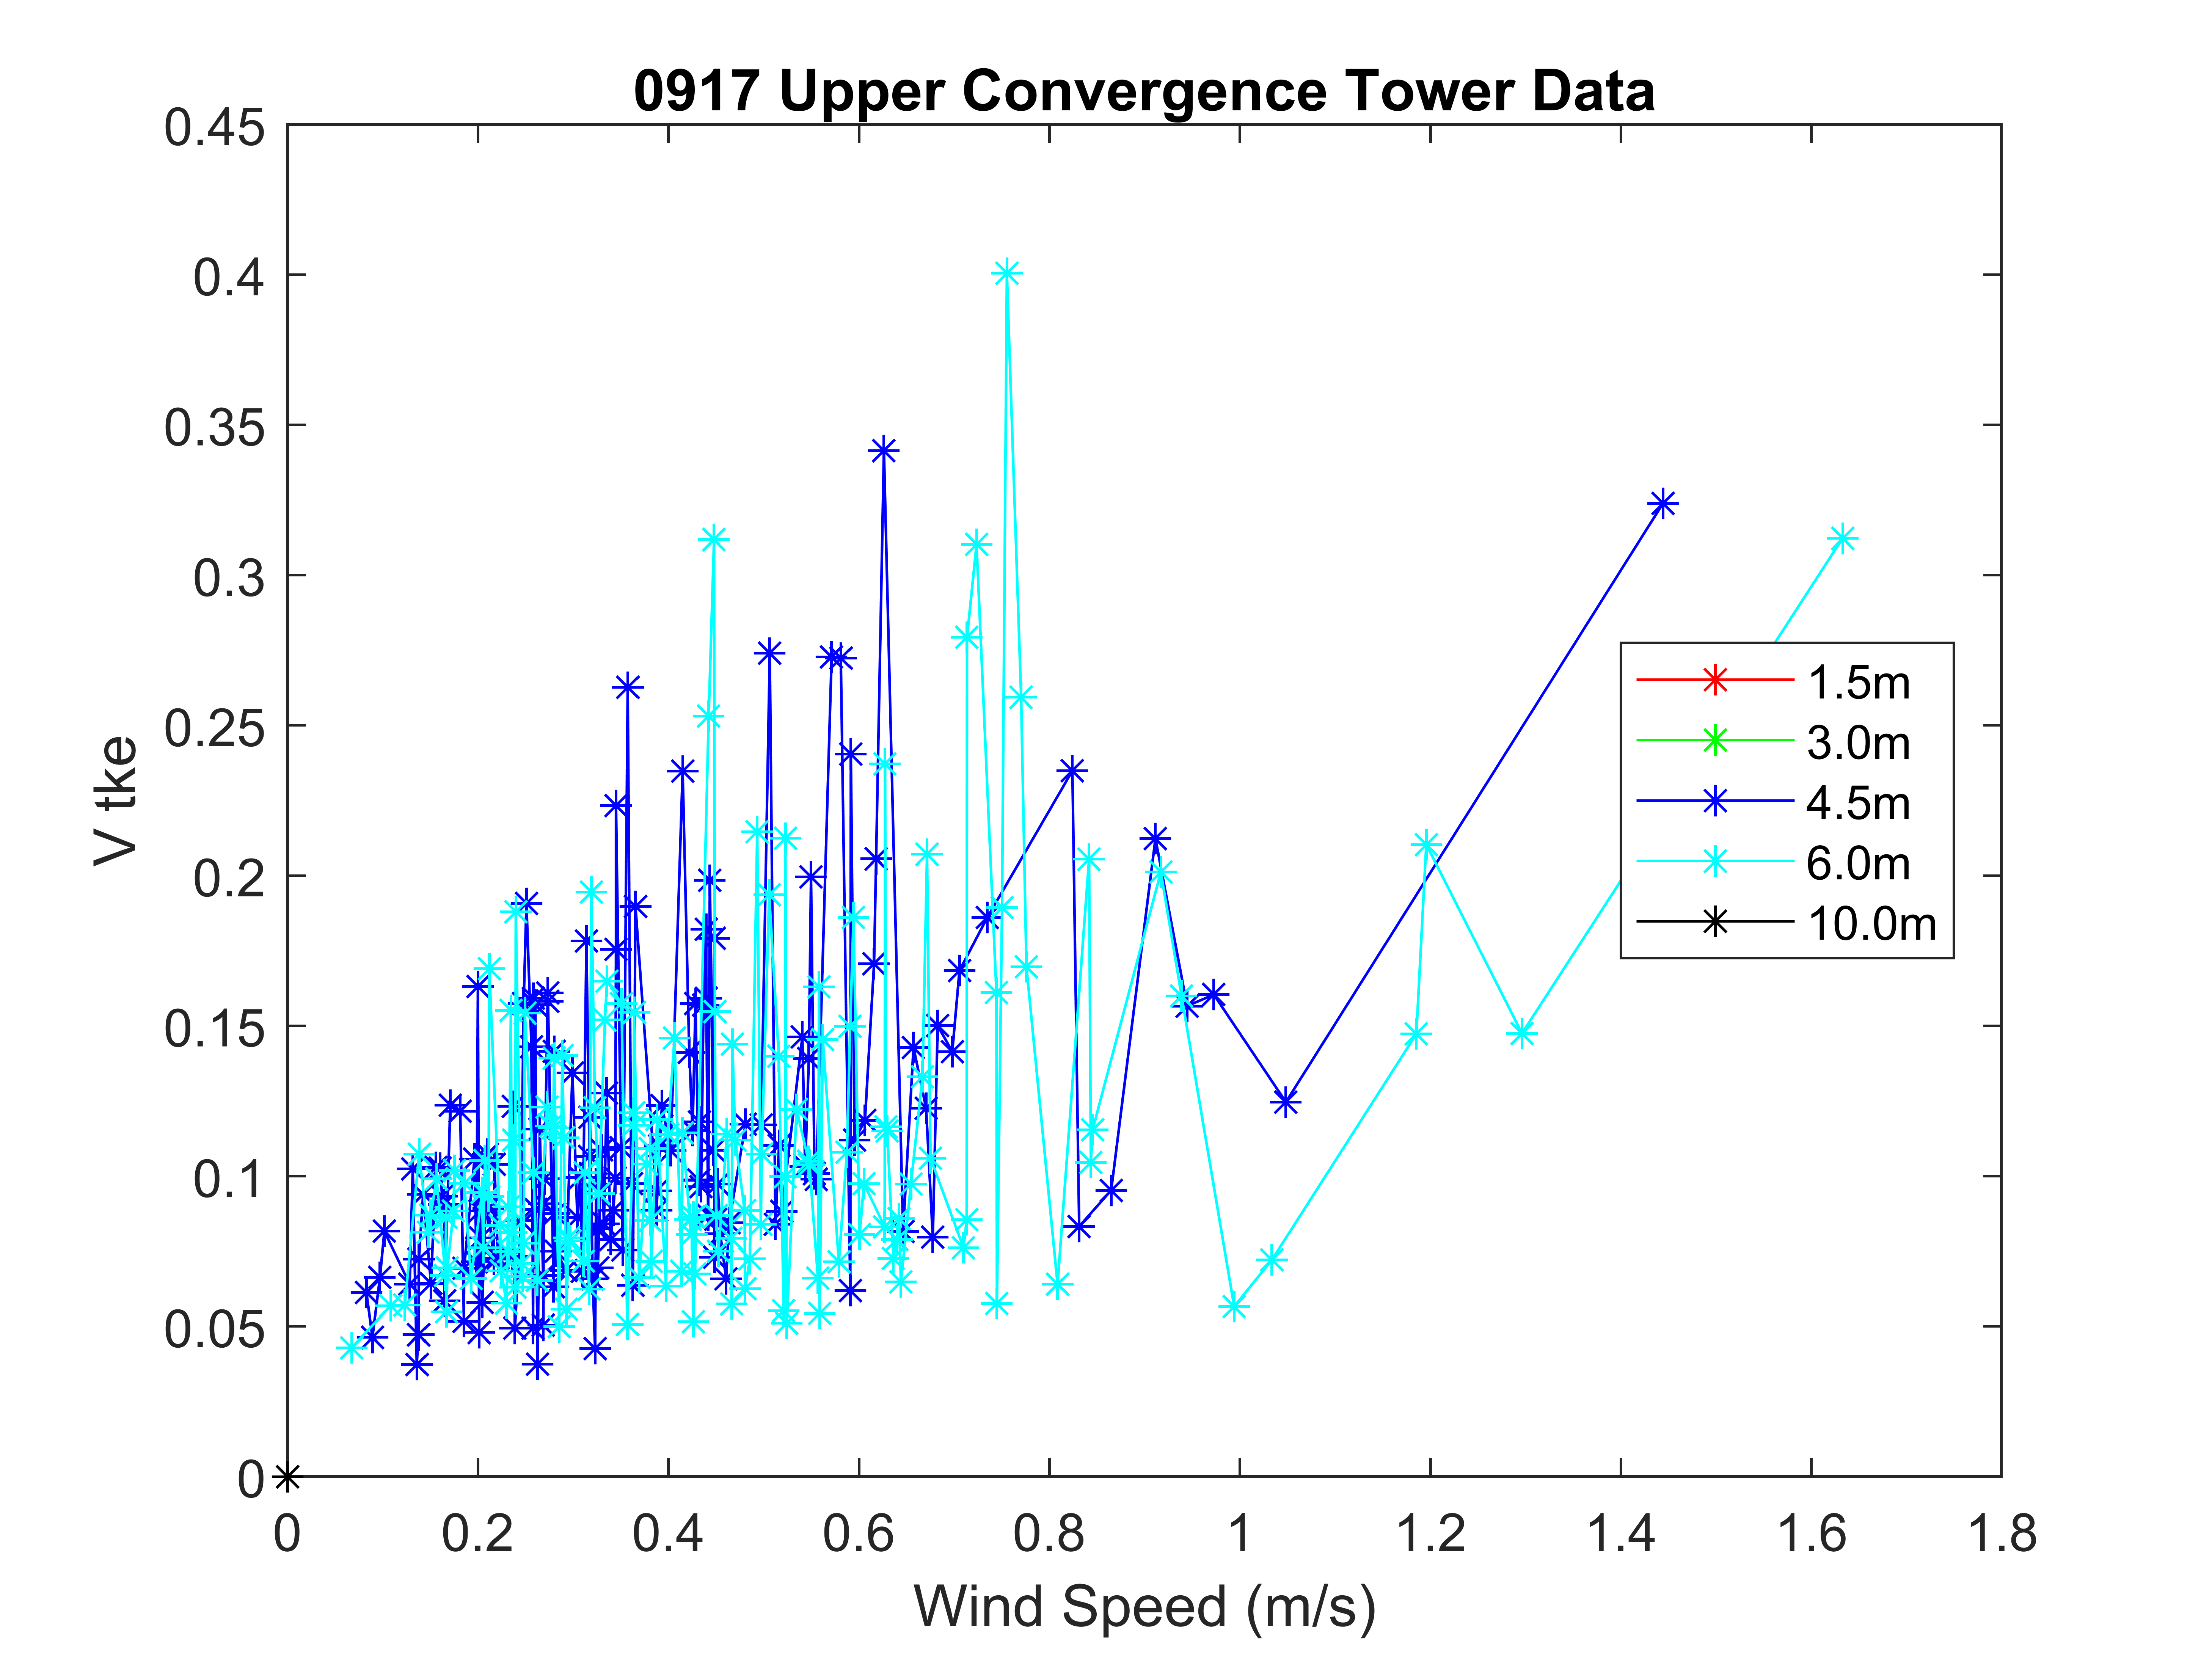 0917 Upper Convergence Tower Data
0.45
0.4
0.35
0.3
0.25
0.2
0.15
0.1
0.05
0
V tke
1.5m
3.0m
4.5m
6.0m
10.0m
0 0.2 0.4 0.6 0.8 1 1.2 1.4 1.6 1.8
Wind Speed (m/s)